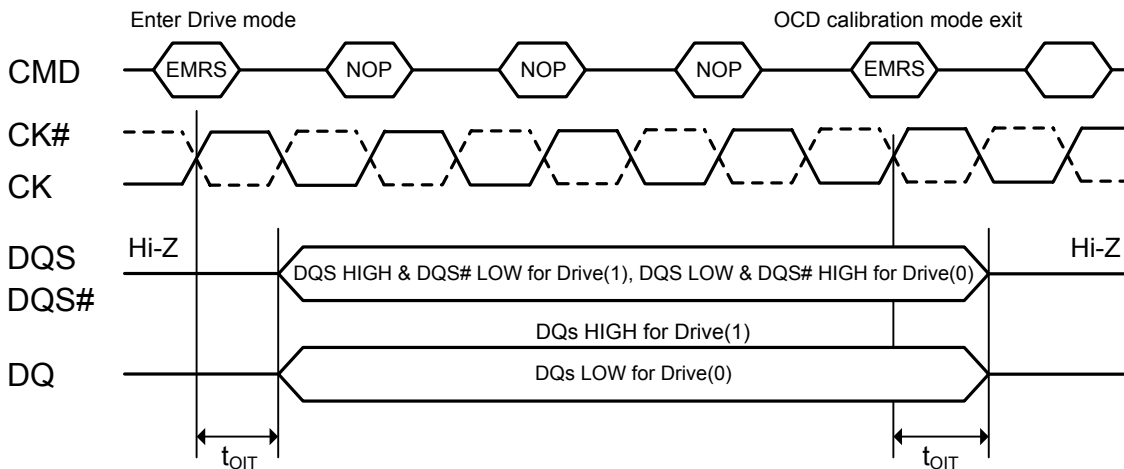 Enter Drive mode OCD calibration mode exit
CMD EMRS NOP NOP NOP EMRS
CK#
CK
DQS Hi-Z Hi-Z
DQS HIGH & DQS# LOW for Drive(1), DQS LOW & DQS# HIGH for Drive(0)
DQS#
DQs HIGH for Drive(1)
DQ DQs LOW for Drive(0)
tOIT tOIT